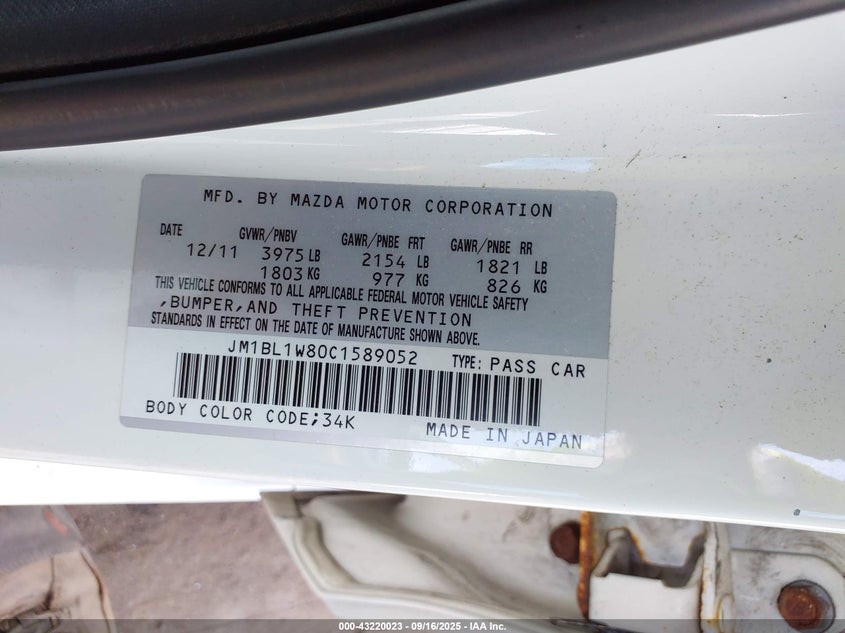 MFD. BY MAZDA MOTOR CORPORATION
DATE GVWR/PNBV GAWR/PNBE FRT GAWR/PNBE RR
12/11 3975 LB 2154 LB 1821 LB
1803 KG 977 KG 826 KG
THIS VEHICLE CONFORMS TO ALL APPLICABLE FEDERAL MOTOR VEHICLE SAFETY
,BUMPER,AND THEFT PREVENTION
STANDARDS IN EFFECT ON THE DATE OF MANUFACTURE SHOWN ABOVE.
JM1BL1W80C1589052 TYPE: PASS CAR
BODY COLOR CODE;34K
MADE IN JAPAN
000-43220023 - 09/16/2025 - IAA Inc.